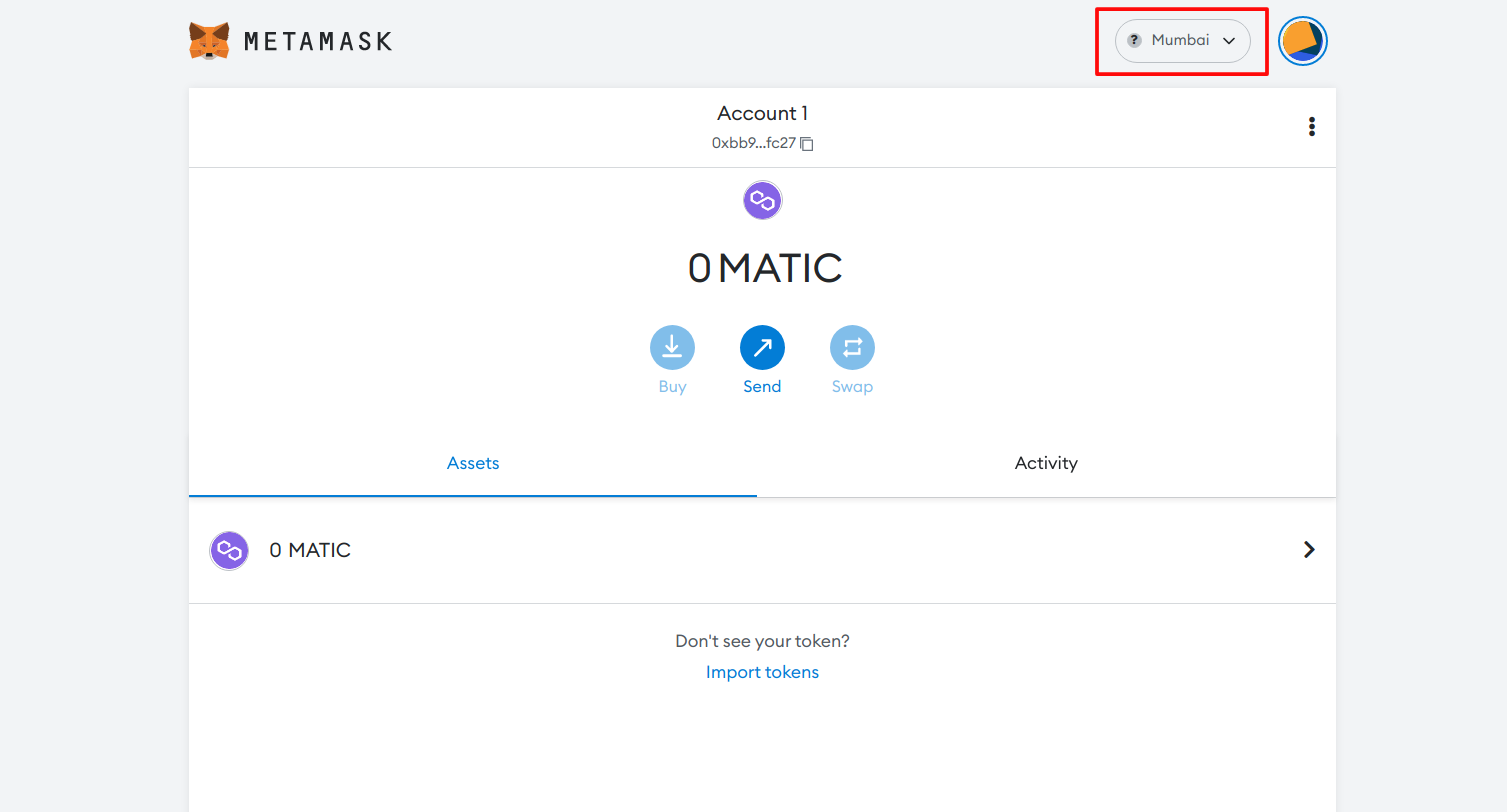 METAMASK
? Mumbai
Account 1
0xbb9...fc27
0 MATIC
Buy Send Swap
Assets Activity
0 MATIC
Don't see your token?
Import tokens